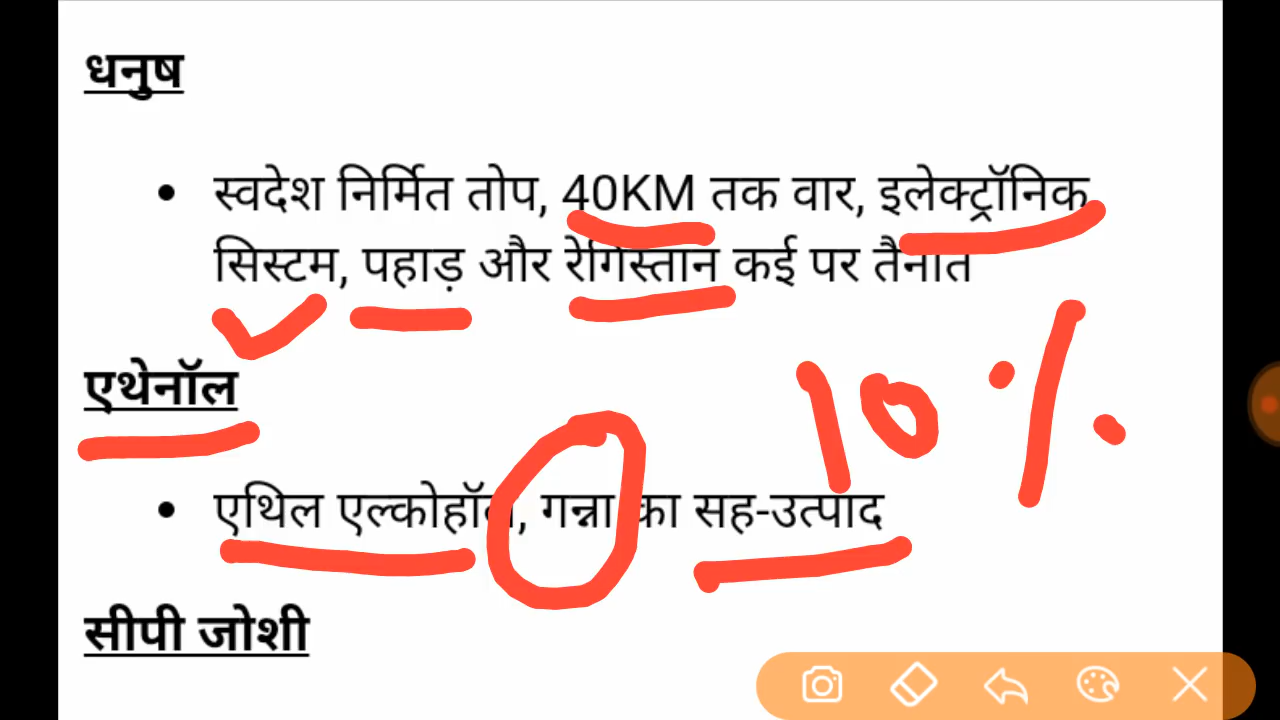 धनुष
स्वदेश निर्मित तोप, 40KM तक वार, इलेक्ट्रॉनिक
सिस्टम, पहाड़ और रेगिस्तान कई पर तैनात
एथेनॉल
10%
एथिल एल्कोहॉल, गन्ना का सह-उत्पाद
सीपी जोशी